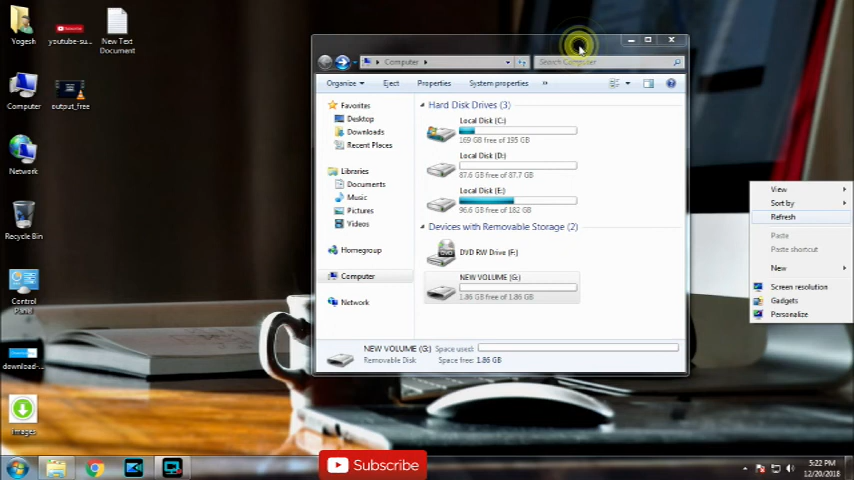 Yogesh
youtube-su...
New Text
Document
Computer
output_free
Network
Recycle Bin
Control
Panel
download-...
Images
Computer
Search Computer
Organize
Eject
Properties
System properties
»
Favorites
Desktop
Downloads
Recent Places
Libraries
Documents
Music
Pictures
Videos
Homegroup
Computer
Network
Hard Disk Drives (3)
Local Disk (C:)
169 GB free of 195 GB
Local Disk (D:)
87.6 GB free of 87.7 GB
Local Disk (E:)
96.6 GB free of 182 GB
Devices with Removable Storage (2)
DVD RW Drive (F:)
NEW VOLUME (G:)
1.86 GB free of 1.86 GB
NEW VOLUME (G:) Space used:
Removable Disk Space free: 1.86 GB
View
Sort by
Refresh
Paste
Paste shortcut
New
Screen resolution
Gadgets
Personalize
Subscribe
5:22 PM
12/20/2018